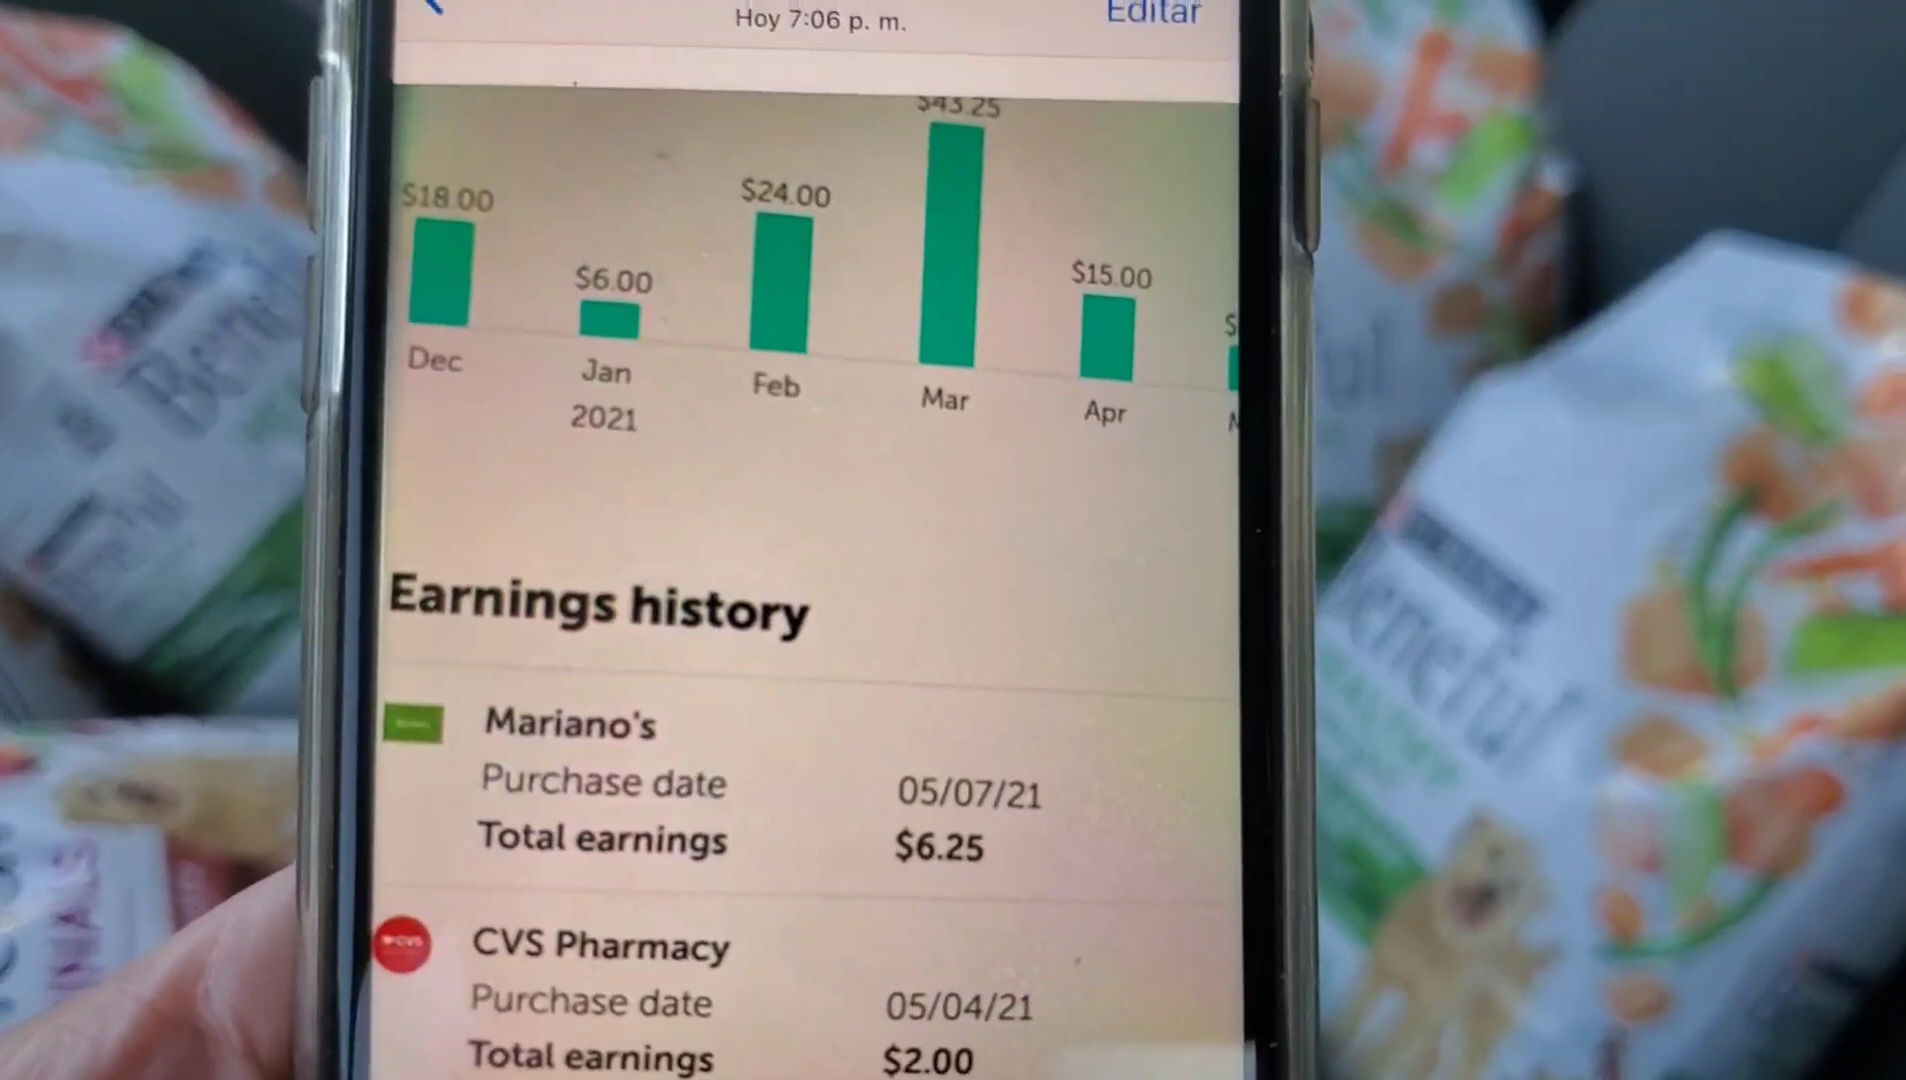 Hoy 7:06 p. m.
Editar
$18.00
$6.00
$24.00
$43.25
$15.00
$
Dec
Jan
Feb
Mar
Apr
2021
Earnings history
Mariano's
Purchase date 05/07/21
Total earnings $6.25
CVS
CVS Pharmacy
Purchase date 05/04/21
Total earnings $2.00
Beneful